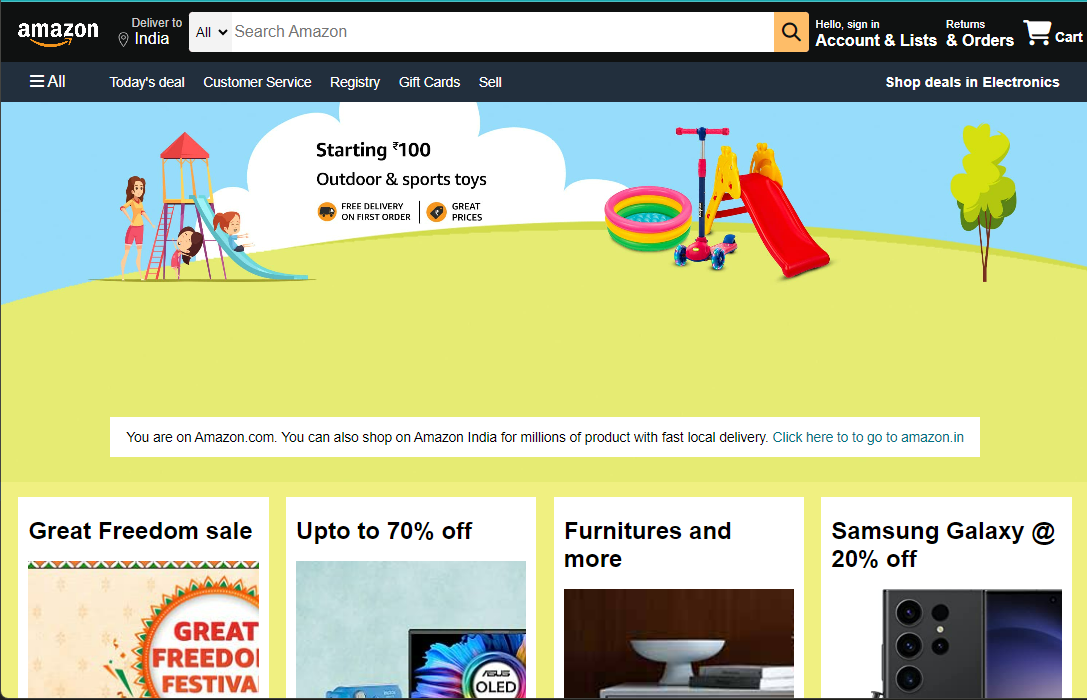 amazon
Deliver to
India
All
Search Amazon
Hello, sign in
Account & Lists
Returns
& Orders
Cart
All
Today's deal
Customer Service
Registry
Gift Cards
Sell
Shop deals in Electronics
Starting ₹100
Outdoor & sports toys
FREE DELIVERY
ON FIRST ORDER
GREAT
PRICES
You are on Amazon.com. You can also shop on Amazon India for millions of product with fast local delivery. Click here to to go to amazon.in
Great Freedom sale
Upto to 70% off
Furnitures and
more
Samsung Galaxy @
20% off
GREAT
FREEDO
FESTIVA
ASUS
OLED